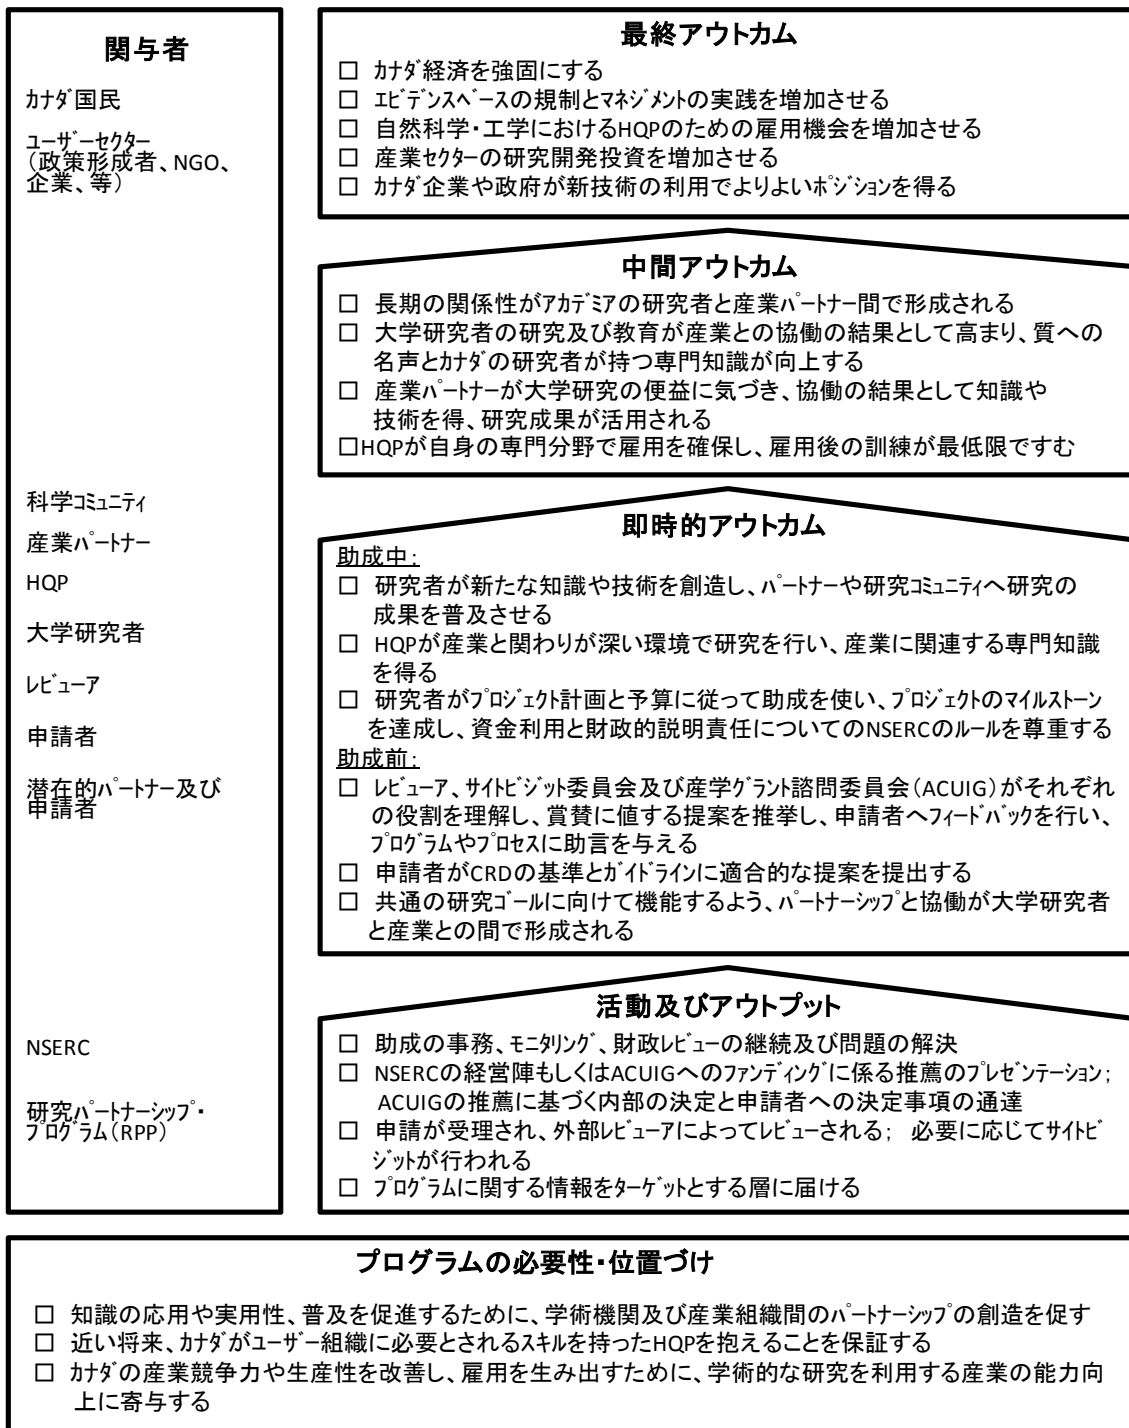 関与者
カナダ国民
ユーザーセクター
（政策形成者、NGO、
企業、等）
科学コミュニティ
産業パートナー
HQP
大学研究者
レビューア
申請者
潜在的パートナー及び
申請者
NSERC
研究パートナーシップ・
プログラム（RPP）
最終アウトカム
□ カナダ経済を強固にする
□ エビデンスベースの規制とマネジメントの実践を増加させる
□ 自然科学・工学におけるHQPのための雇用機会を増加させる
□ 産業セクターの研究開発投資を増加させる
□ カナダ企業や政府が新技術の利用でよりよいポジションを得る
中間アウトカム
□ 長期の関係性がアカデミアの研究者と産業パートナー間で形成される
□ 大学研究者の研究及び教育が産業との協働の結果として高まり、質への
名声とカナダの研究者が持つ専門知識が向上する
□ 産業パートナーが大学研究の便益に気づき、協働の結果として知識や
技術を得、研究成果が活用される
□HQPが自身の専門分野で雇用を確保し、雇用後の訓練が最低限ですむ
即時的アウトカム
助成中：
□ 研究者が新たな知識や技術を創造し、パートナーや研究コミュニティへ研究の
成果を普及させる
□ HQPが産業と関わりが深い環境で研究を行い、産業に関連する専門知識
を得る
□ 研究者がプロジェクト計画と予算に従って助成を使い、プロジェクトのマイルストーン
を達成し、資金利用と財政的説明責任についてのNSERCのルールを尊重する
助成前：
□ レビューア、サイトビジット委員会及び産学グラント諮問委員会（ACUIG）がそれぞれ
の役割を理解し、賞賛に値する提案を推挙し、申請者へフィードバックを行い、
プログラムやプロセスに助言を与える
□ 申請者がCRDの基準とガイドラインに適合的な提案を提出する
□ 共通の研究ゴールに向けて機能するよう、パートナーシップと協働が大学研究者
と産業との間で形成される
活動及びアウトプット
□ 助成の事務、モニタリング、財政レビューの継続及び問題の解決
□ NSERCの経営陣もしくはACUIGへのファンディングに係る推薦のプレゼンテーション；
ACUIGの推薦に基づく内部の決定と申請者への決定事項の通達
□ 申請が受理され、外部レビューアによってレビューされる； 必要に応じてサイトビ
ジットが行われる
□ プログラムに関する情報をターゲットとする層に届ける
プログラムの必要性・位置づけ
□ 知識の応用や実用性、普及を促進するために、学術機関及び産業組織間のパートナーシップの創造を促す
□ 近い将来、カナダがユーザー組織に必要とされるスキルを持ったHQPを抱えることを保証する
□ カナダの産業競争力や生産性を改善し、雇用を生み出すために、学術的な研究を利用する産業の能力向
上に寄与する